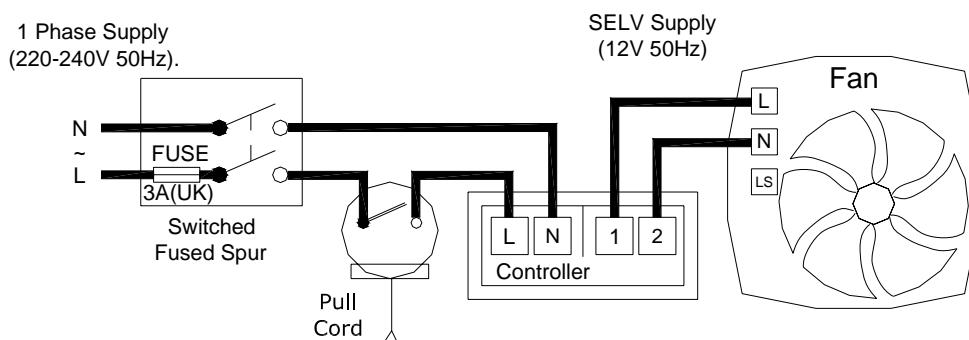 1 Phase Supply
(220-240V 50Hz).
SELV Supply
(12V 50Hz)
Fan
N
~
L
FUSE
3A(UK)
Switched
Fused Spur
Pull
Cord
L
N
1
2
Controller
L
N
LS